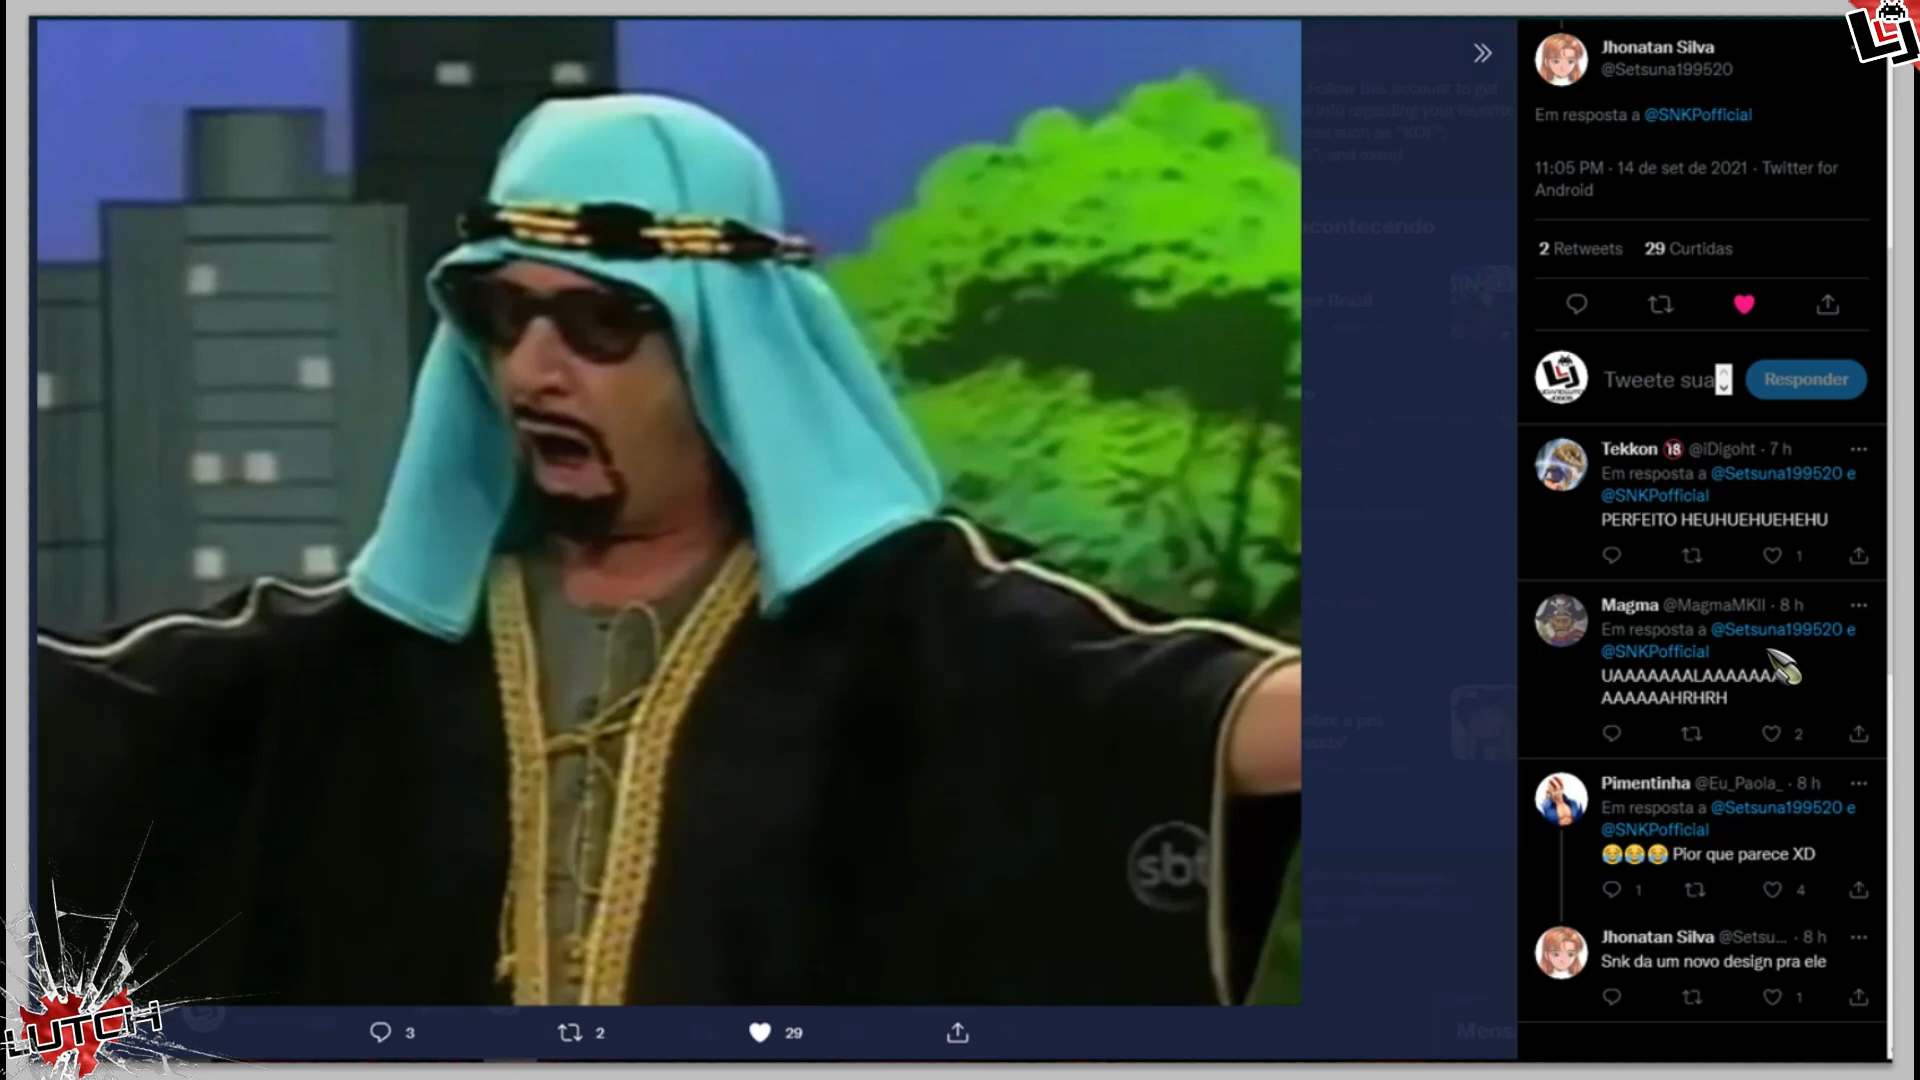 Jhonatan Silva
@Setsuna199520
Em resposta a @SNKPofficial
11:05 PM · 14 de set de 2021 · Twitter for
Android
2 Retweets 29 Curtidas
Tweete sua
Responder
Tekkon 🔞 @iDigoht · 7 h
Em resposta a @Setsuna199520 e
@SNKPofficial
PERFEITO HEUHUEHUEHEHU
1
Magma @MagmaMKII · 8 h
Em resposta a @Setsuna199520 e
@SNKPofficial
AAAAAAHRHRH
2
Pimentinha @Eu_Paola_ · 8 h
Em resposta a @Setsuna199520 e
@SNKPofficial
😂😂😂 Pior que parece XD
1 4
Jhonatan Silva @Setsu... · 8 h
Snk da um novo design pra ele
1
sbt
3 2 29
LUTCH
LLJ